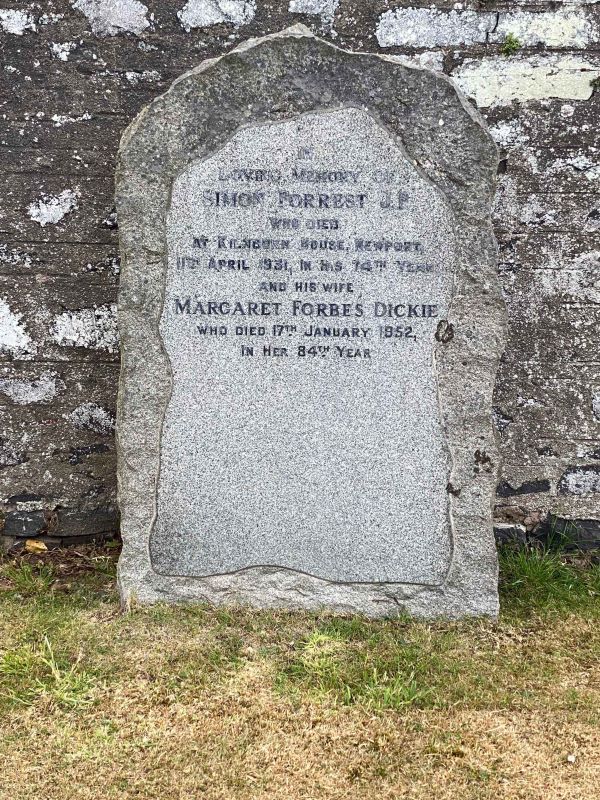 IN
LOVING MEMORY OF
SIMON FORREST J.P.
WHO DIED
AT KILNBURN HOUSE, NEWPORT,
11TH APRIL 1931, IN HIS 74TH YEAR
AND HIS WIFE
MARGARET FORBES DICKIE
WHO DIED 17TH JANUARY 1952,
IN HER 84TH YEAR